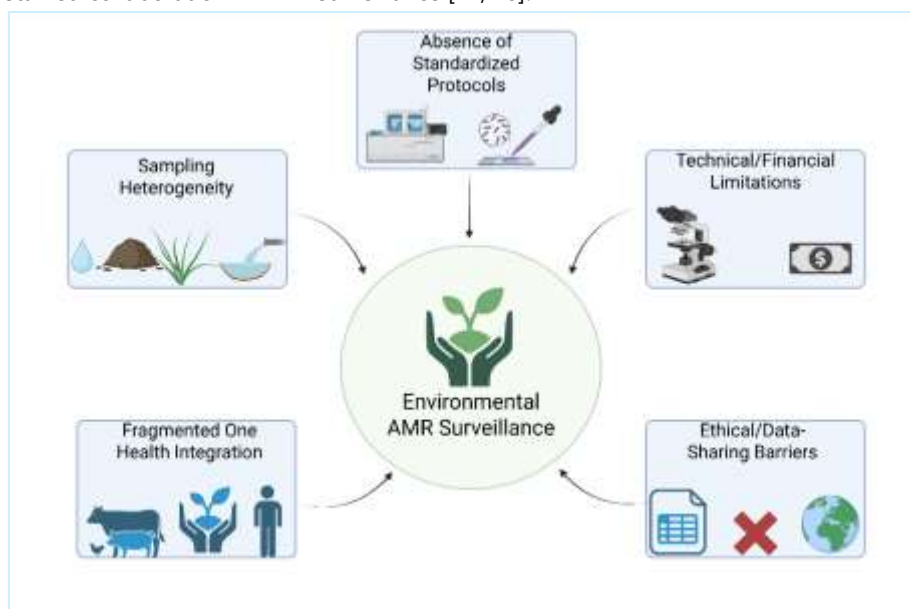 Absence of
Standardized
Protocols
Sampling
Heterogeneity
Technical/Financial
Limitations
$
Environmental
AMR Surveillance
Fragmented One
Health Integration
Ethical/Data-
Sharing Barriers